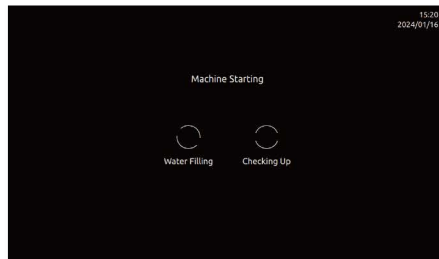 15:20
2024/01/16
Machine Starting
Water Filling
Checking Up